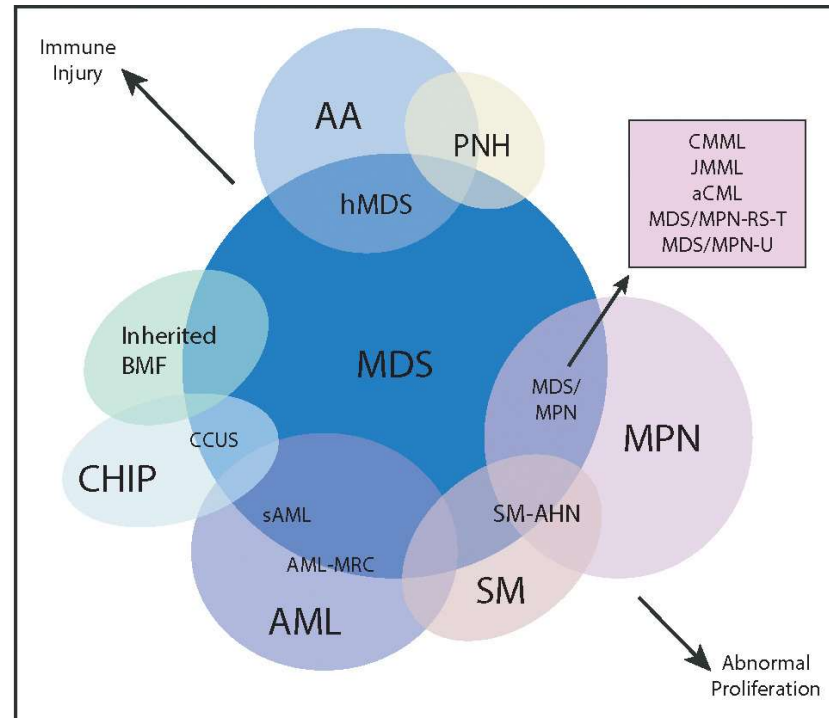 Immune
Injury
AA
PNH
hMDS
CMML
JMML
aCML
MDS/MPN-RS-T
MDS/MPN-U
Inherited
BMF
MDS
MDS/
MPN
MPN
CCUS
CHIP
sAML
SM-AHN
AML-MRC
SM
AML
Abnormal
Proliferation